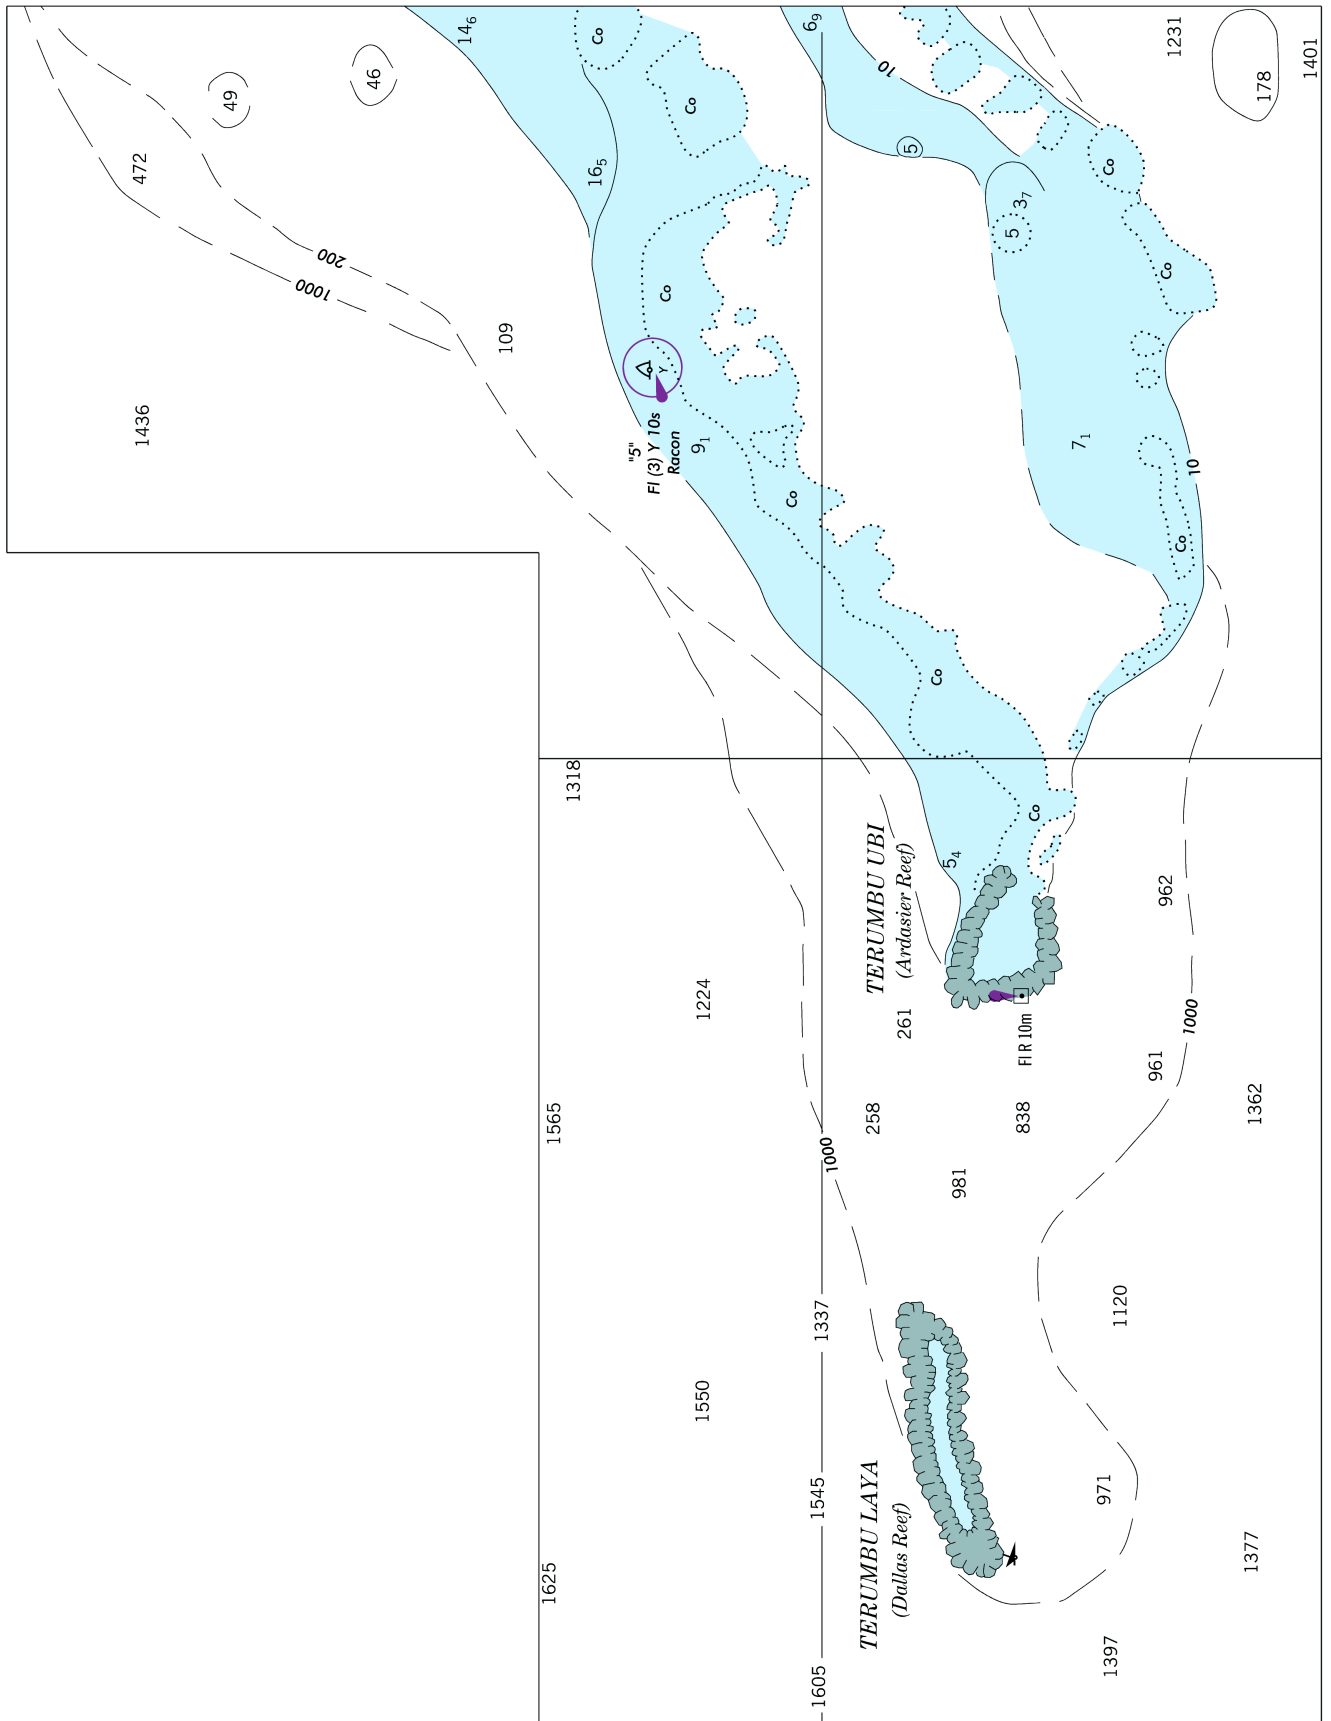 1436
472
49
1000
200
46
14₆
109
1625
1565
1318
16₅
Co
"5"
Fl (3) Y 10s
Racon
Y
Co
Co
1550
1224
9₁
Co
1605
1545
1337
1000
6₉
TERUMBU LAYA
(Dallas Reef)
258
TERUMBU UBI
(Ardasier Reef)
261
10
5
Co
5₄
981
838
Fl R 10m
Co
5
3₇
7₁
971
1397
1120
Co
961
962
Co
1231
Co
1000
10
1377
1362
178
1401